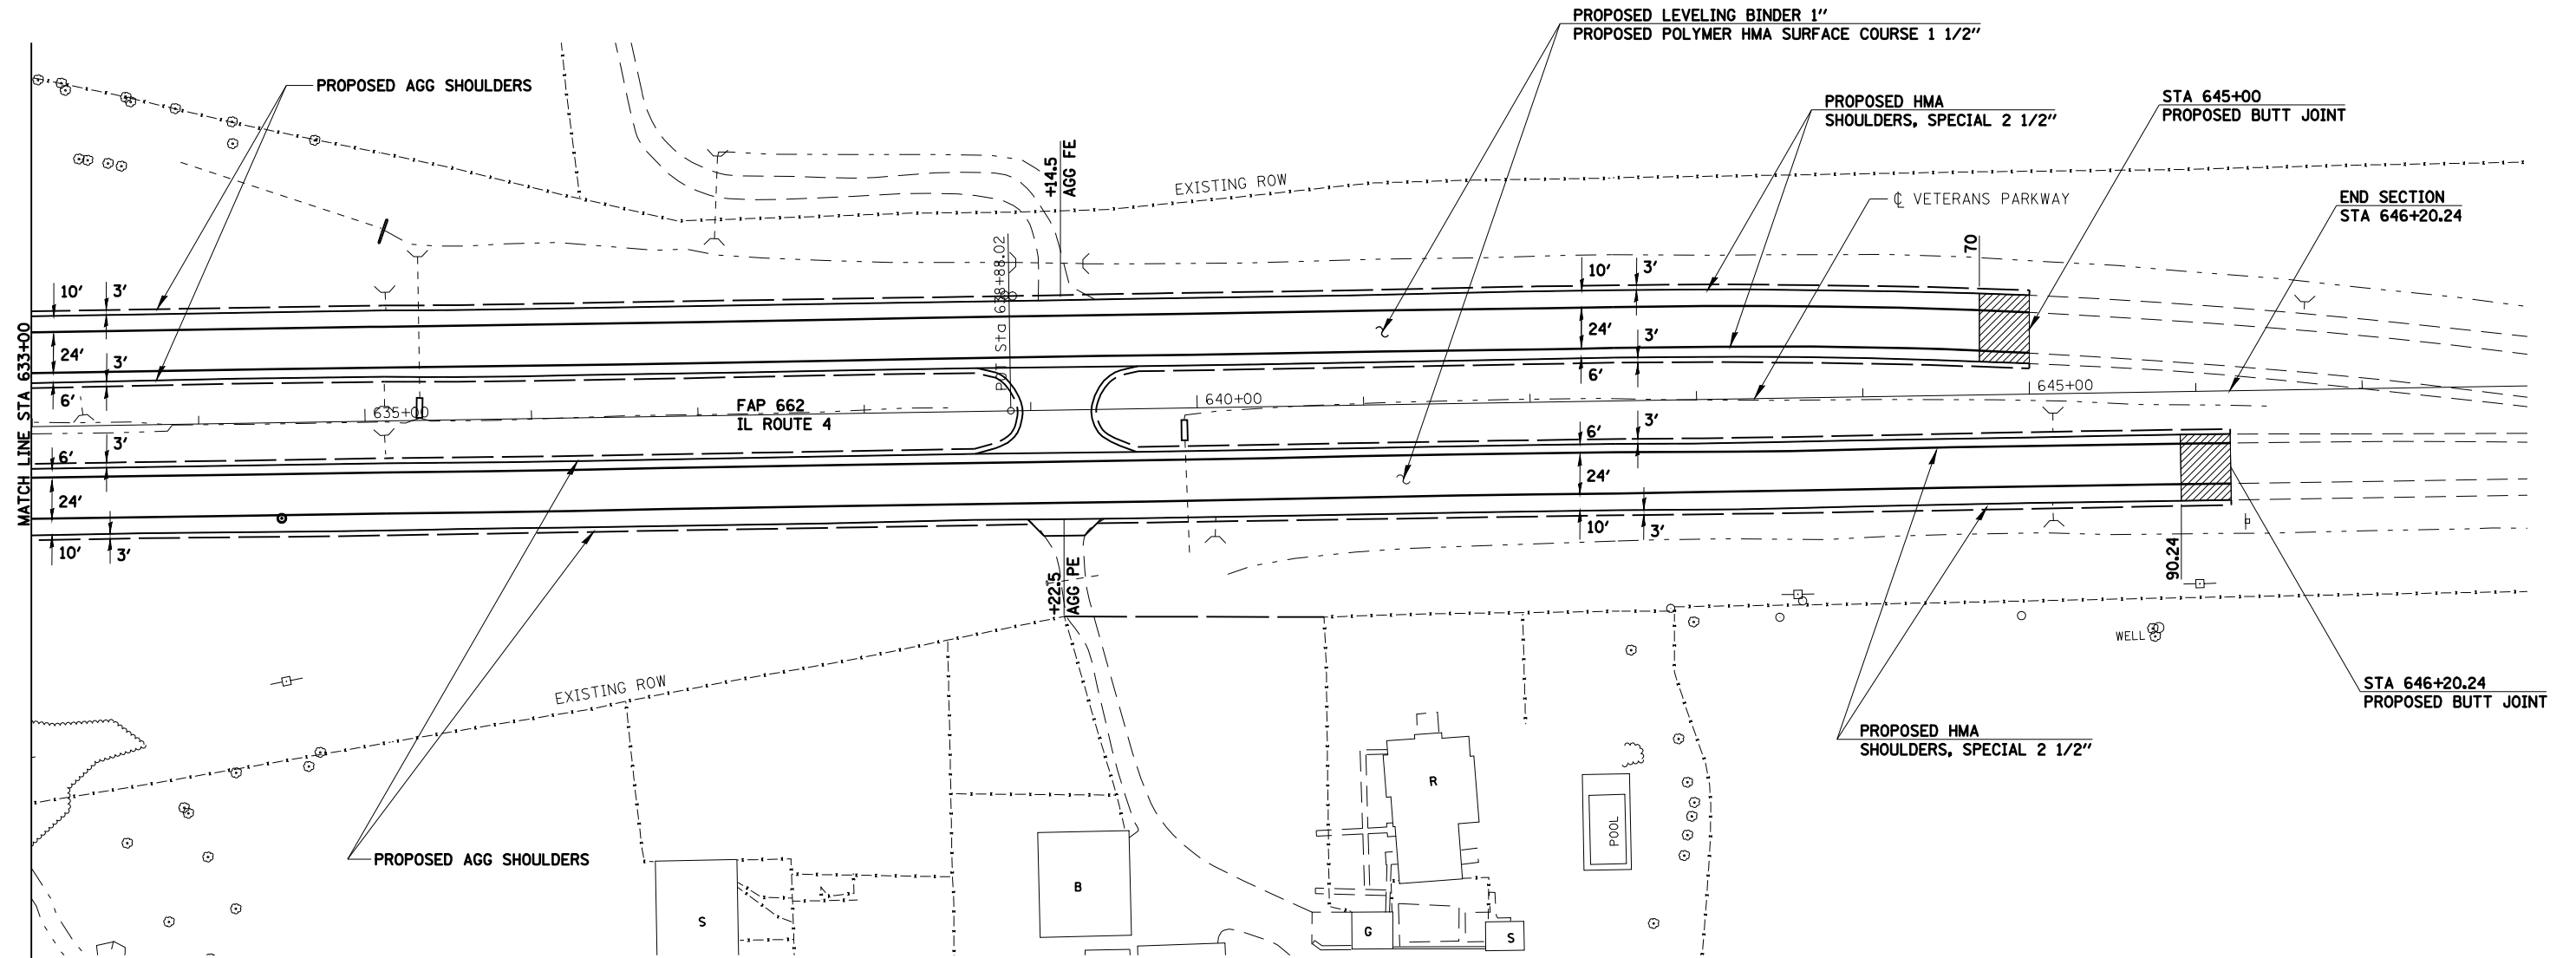 PROPOSED LEVELING BINDER 1"
PROPOSED POLYMER HMA SURFACE COURSE 1 1/2"
PROPOSED AGG SHOULDERS
PROPOSED HMA
SHOULDERS, SPECIAL 2 1/2"
STA 645+00
PROPOSED BUTT JOINT
+14.5
AGG FE
EXISTING ROW
℄ VETERANS PARKWAY
END SECTION
STA 646+20.24
POT Sta 638+88.02
70
10'
3'
24'
3'
6'
10'
3'
24'
3'
6'
MATCH LINE STA 633+00
635+00
FAP 662
IL ROUTE 4
640+00
645+00
3'
6'
24'
10'
3'
3'
6'
24'
10'
3'
90.24
+22.5
AGG PE
WELL
EXISTING ROW
STA 646+20.24
PROPOSED BUTT JOINT
PROPOSED HMA
SHOULDERS, SPECIAL 2 1/2"
R
POOL
PROPOSED AGG SHOULDERS
B
S
G
S